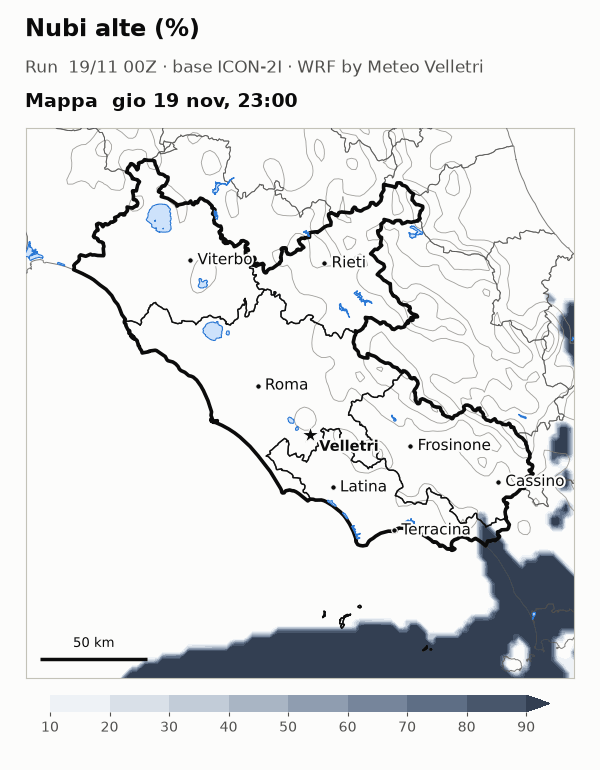 Nubi alte (%)
Run 19/11 00Z · base ICON-2I · WRF by Meteo Velletri
Mappa gio 19 nov, 23:00
Viterbo
Rieti
Roma
Velletri
Frosinone
Latina
Cassino
Terracina
50 km
10 20 30 40 50 60 70 80 90